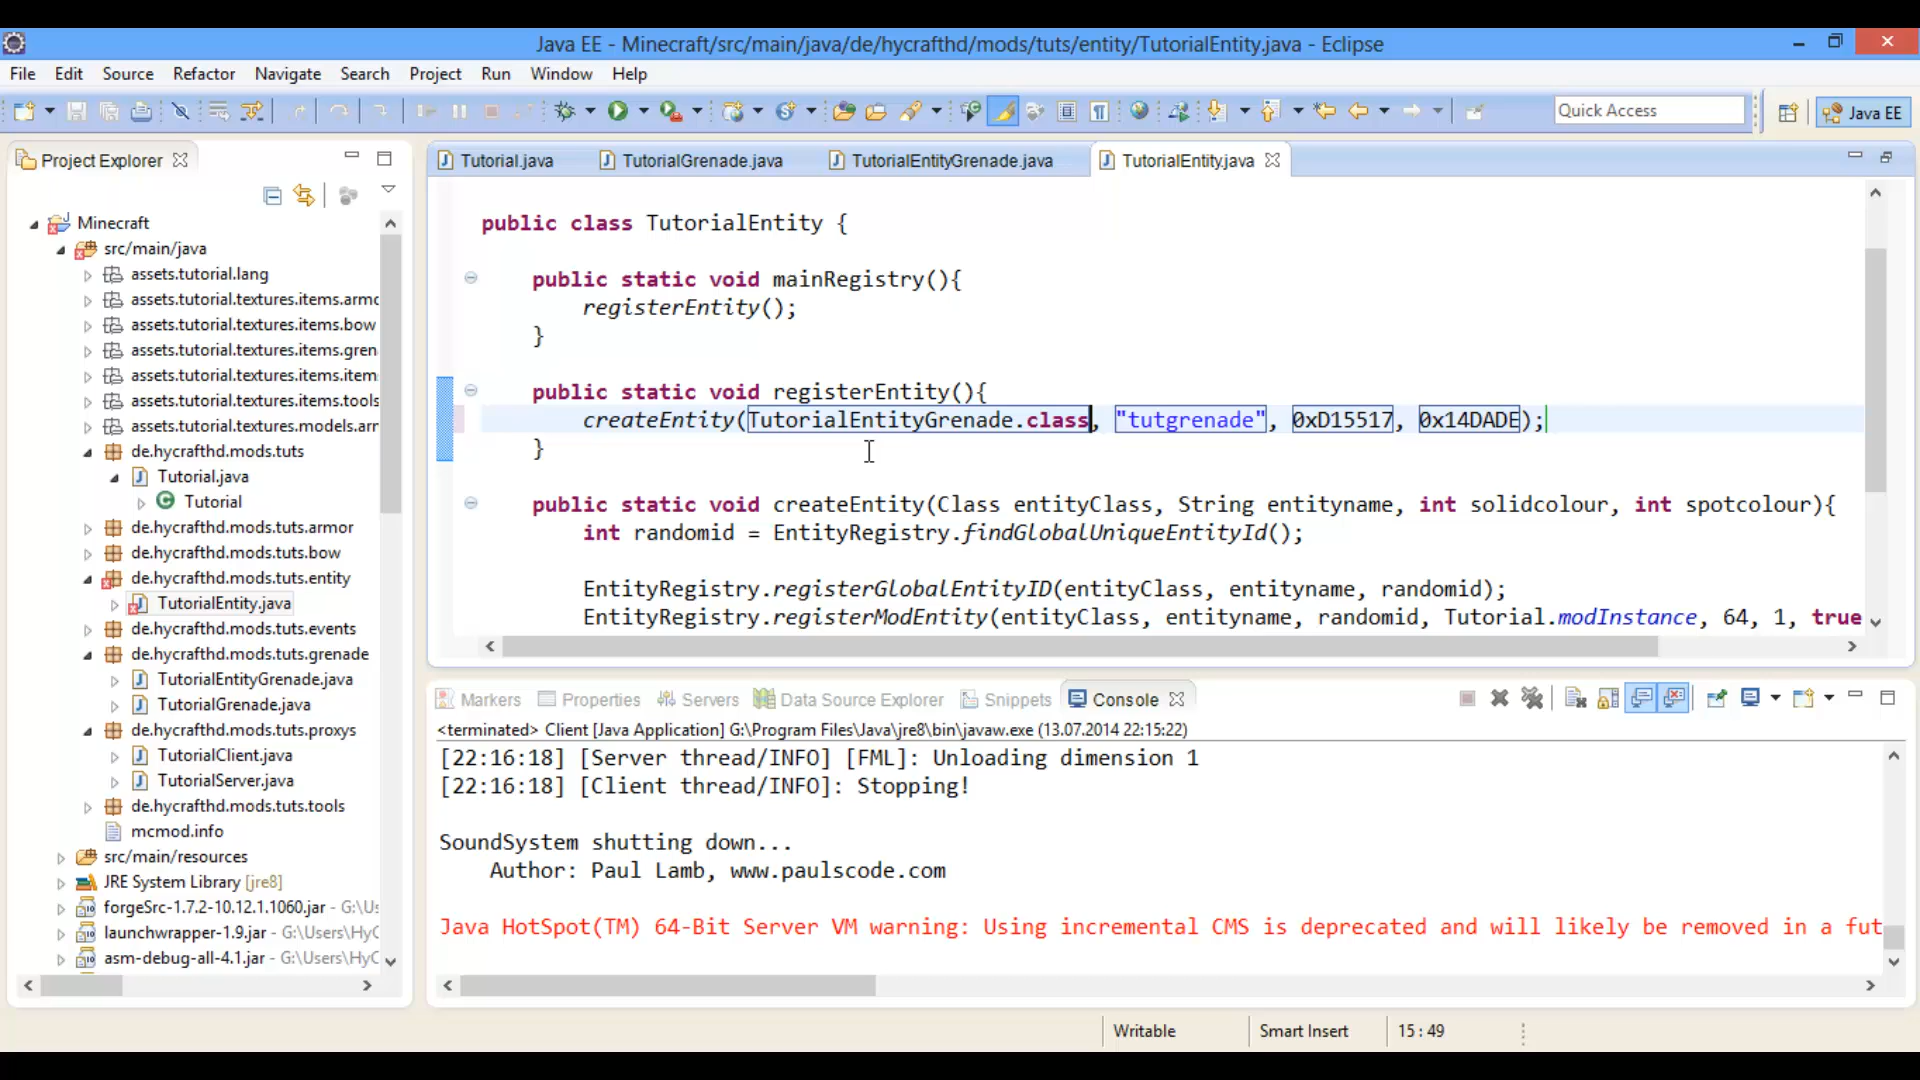 Java EE - Minecraft/src/main/java/de/hycrafthd/mods/tuts/entity/TutorialEntity.java - Eclipse
File Edit Source Refactor Navigate Search Project Run Window Help
Quick Access
Java EE
Project Explorer
Minecraft
src/main/java
assets.tutorial.lang
assets.tutorial.textures.items.armo
assets.tutorial.textures.items.bow
assets.tutorial.textures.items.gren
assets.tutorial.textures.items.item
assets.tutorial.textures.items.tools
assets.tutorial.textures.models.arn
de.hycrafthd.mods.tuts
Tutorial.java
Tutorial
de.hycrafthd.mods.tuts.armor
de.hycrafthd.mods.tuts.bow
de.hycrafthd.mods.tuts.entity
TutorialEntity.java
de.hycrafthd.mods.tuts.events
de.hycrafthd.mods.tuts.grenade
TutorialEntityGrenade.java
TutorialGrenade.java
de.hycrafthd.mods.tuts.proxys
TutorialClient.java
TutorialServer.java
de.hycrafthd.mods.tuts.tools
mcmod.info
src/main/resources
JRE System Library [jre8]
forgeSrc-1.7.2-10.12.1.1060.jar - G:\Us
launchwrapper-1.9.jar - G:\Users\HyC
asm-debug-all-4.1.jar - G:\Users\HyC
Tutorial.java TutorialGrenade.java TutorialEntityGrenade.java TutorialEntity.java
public class TutorialEntity {
public static void mainRegistry(){
registerEntity();
}
public static void registerEntity(){
createEntity(TutorialEntityGrenade.class, "tutgrenade", 0xD15517, 0x14DADE);
}
public static void createEntity(Class entityClass, String entityname, int solidcolour, int spotcolour){
int randomid = EntityRegistry.findGlobalUniqueEntityId();
EntityRegistry.registerGlobalEntityID(entityClass, entityname, randomid);
EntityRegistry.registerModEntity(entityClass, entityname, randomid, Tutorial.modInstance, 64, 1, true
Markers Properties Servers Data Source Explorer Snippets Console
<terminated> Client [Java Application] G:\Program Files\Java\jre8\bin\javaw.exe (13.07.2014 22:15:22)
[22:16:18] [Server thread/INFO] [FML]: Unloading dimension 1
[22:16:18] [Client thread/INFO]: Stopping!
SoundSystem shutting down...
Author: Paul Lamb, www.paulscode.com
Java HotSpot(TM) 64-Bit Server VM warning: Using incremental CMS is deprecated and will likely be removed in a fut
Writable Smart Insert 15 : 49